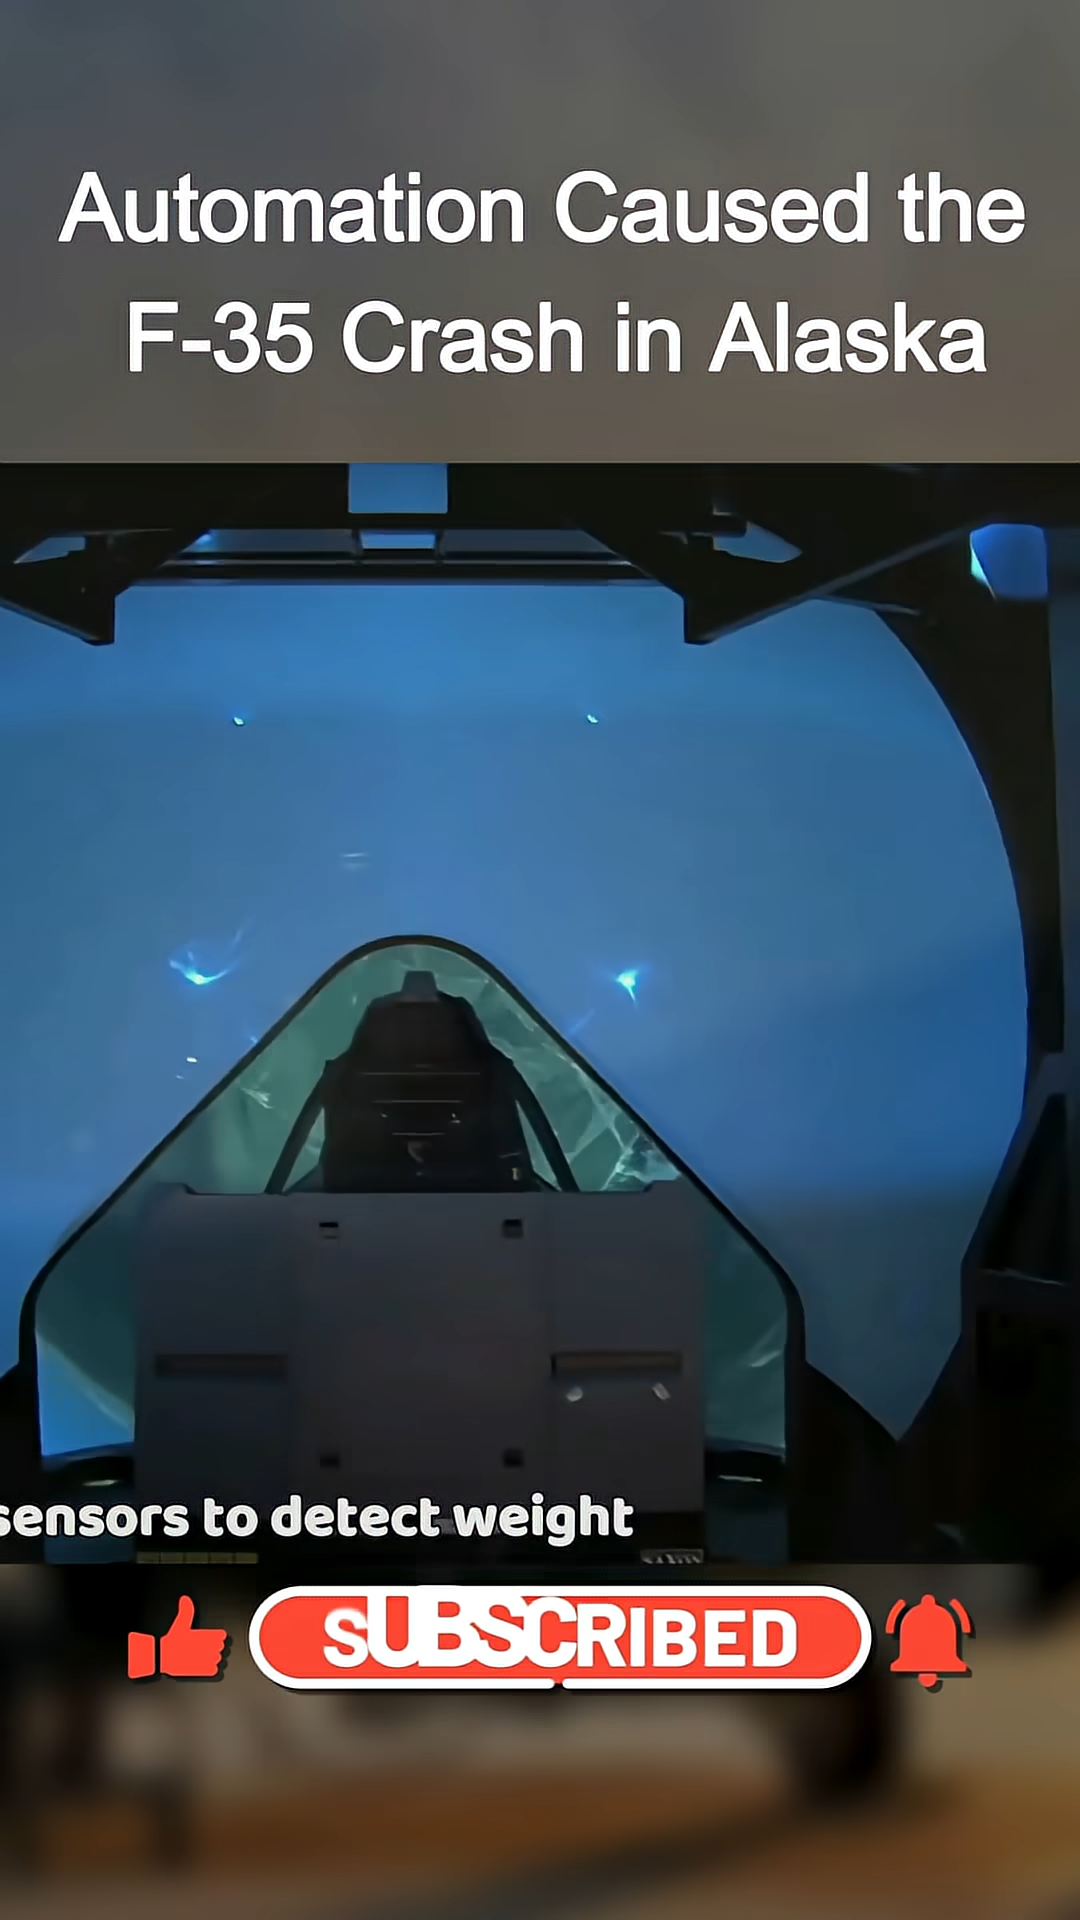 Automation Caused the
F-35 Crash in Alaska
sensors to detect weight
SUBSCRIBED